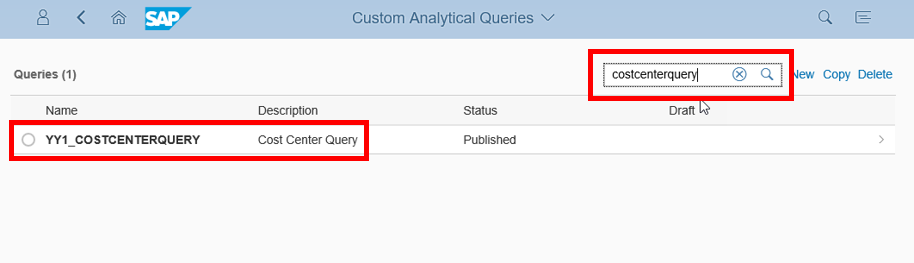 SAP Custom Analytical Queries
Queries (1) costcenterquery New Copy Delete
Name Description Status Draft
YY1_COSTCENTERQUERY Cost Center Query Published